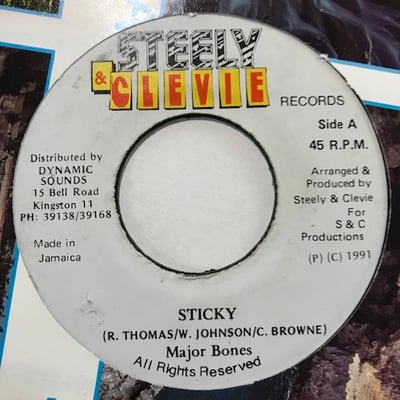 STEELY
& CLEVIE
RECORDS
Side A
45 R.P.M.
Distributed by
DYNAMIC
SOUNDS
15 Bell Road
Kingston 11
PH: 39138/39168
Made in
Jamaica
Arranged &
Produced by
Steely & Clevie
For
S & C
Productions
(P) (C) 1991
STICKY
(R. THOMAS/W. JOHNSON/C. BROWNE)
Major Bones
All Rights Reserved